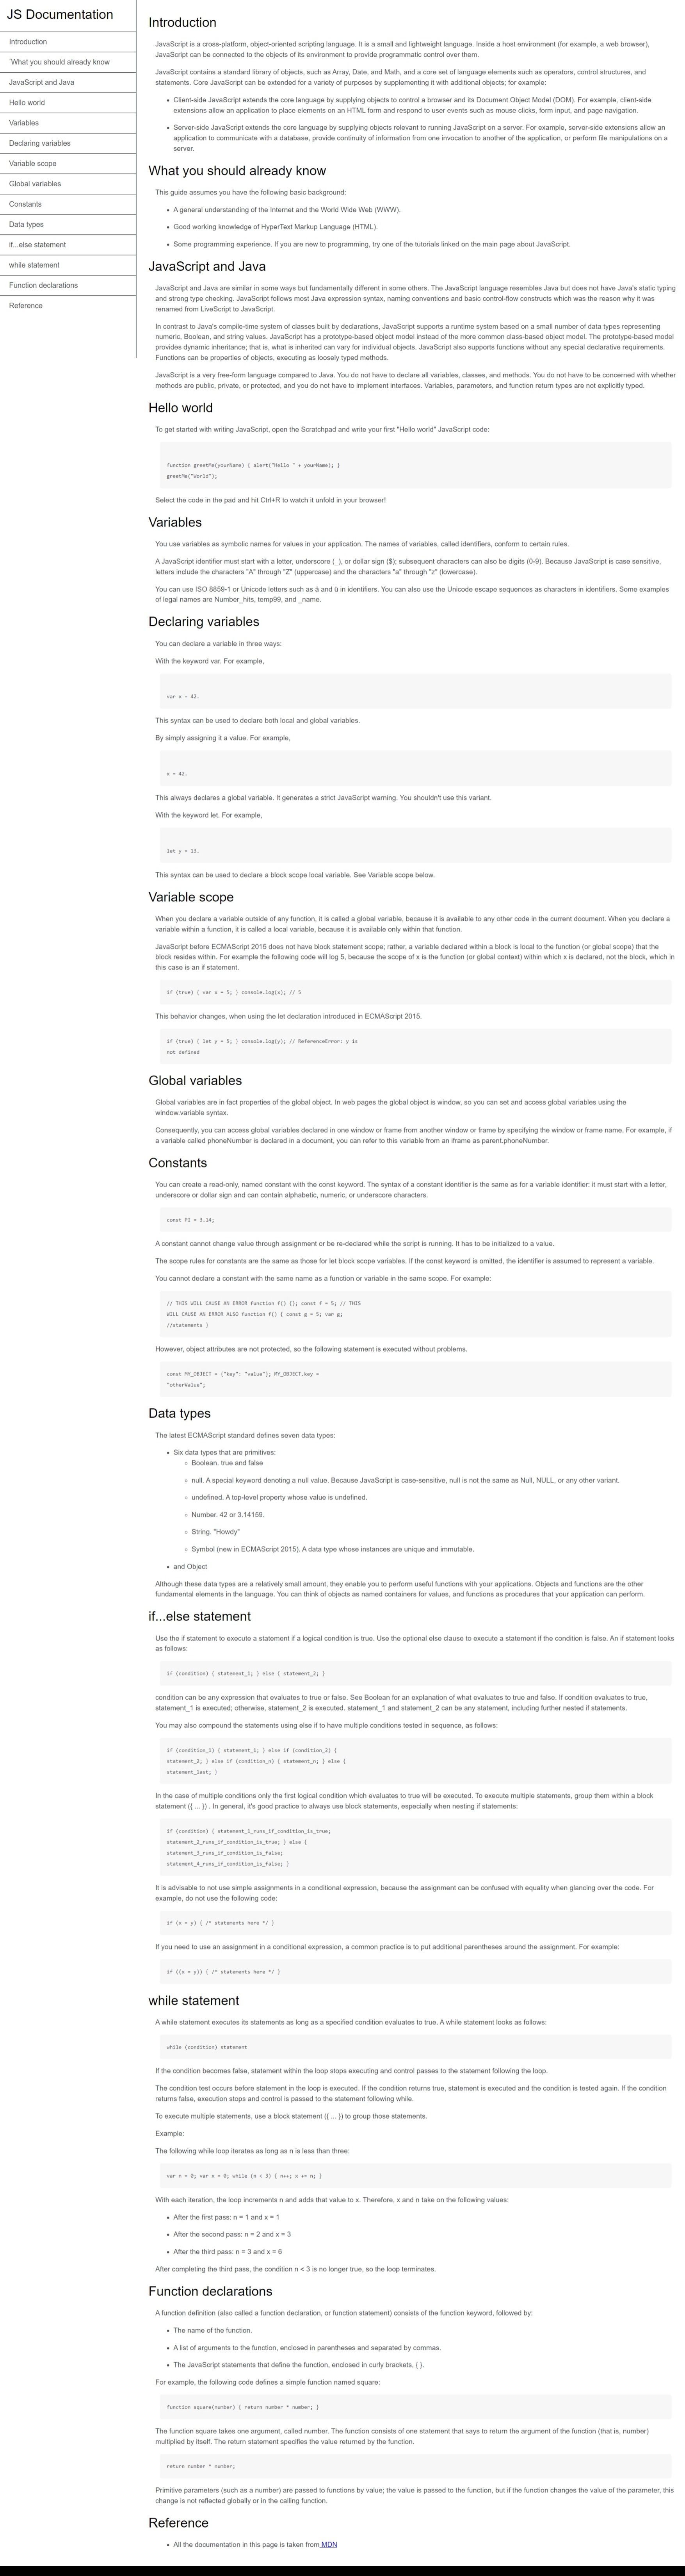 JS Documentation
Introduction
`What you should already know
JavaScript and Java
Hello world
Variables
Declaring variables
Variable scope
Global variables
Constants
Data types
if...else statement
while statement
Function declarations
Reference
Introduction
JavaScript is a cross-platform, object-oriented scripting language. It is a small and lightweight language. Inside a host environment (for example, a web browser),
JavaScript can be connected to the objects of its environment to provide programmatic control over them.
JavaScript contains a standard library of objects, such as Array, Date, and Math, and a core set of language elements such as operators, control structures, and
statements. Core JavaScript can be extended for a variety of purposes by supplementing it with additional objects; for example:
• Client-side JavaScript extends the core language by supplying objects to control a browser and its Document Object Model (DOM). For example, client-side
extensions allow an application to place elements on an HTML form and respond to user events such as mouse clicks, form input, and page navigation.
• Server-side JavaScript extends the core language by supplying objects relevant to running JavaScript on a server. For example, server-side extensions allow an
application to communicate with a database, provide continuity of information from one invocation to another of the application, or perform file manipulations on a
server.
What you should already know
This guide assumes you have the following basic background:
• A general understanding of the Internet and the World Wide Web (WWW).
• Good working knowledge of HyperText Markup Language (HTML).
• Some programming experience. If you are new to programming, try one of the tutorials linked on the main page about JavaScript.
JavaScript and Java
JavaScript and Java are similar in some ways but fundamentally different in some others. The JavaScript language resembles Java but does not have Java's static typing
and strong type checking. JavaScript follows most Java expression syntax, naming conventions and basic control-flow constructs which was the reason why it was
renamed from LiveScript to JavaScript.
In contrast to Java's compile-time system of classes built by declarations, JavaScript supports a runtime system based on a small number of data types representing
numeric, Boolean, and string values. JavaScript has a prototype-based object model instead of the more common class-based object model. The prototype-based model
provides dynamic inheritance; that is, what is inherited can vary for individual objects. JavaScript also supports functions without any special declarative requirements.
Functions can be properties of objects, executing as loosely typed methods.
JavaScript is a very free-form language compared to Java. You do not have to declare all variables, classes, and methods. You do not have to be concerned with whether
methods are public, private, or protected, and you do not have to implement interfaces. Variables, parameters, and function return types are not explicitly typed.
Hello world
To get started with writing JavaScript, open the Scratchpad and write your first "Hello world" JavaScript code:
function greetMe(yourName) { alert("Hello " + yourName); }
greetMe("World");
Select the code in the pad and hit Ctrl+R to watch it unfold in your browser!
Variables
You use variables as symbolic names for values in your application. The names of variables, called identifiers, conform to certain rules.
A JavaScript identifier must start with a letter, underscore (_), or dollar sign ($); subsequent characters can also be digits (0-9). Because JavaScript is case sensitive,
letters include the characters "A" through "Z" (uppercase) and the characters "a" through "z" (lowercase).
You can use ISO 8859-1 or Unicode letters such as å and ü in identifiers. You can also use the Unicode escape sequences as characters in identifiers. Some examples
of legal names are Number_hits, temp99, and _name.
Declaring variables
You can declare a variable in three ways:
With the keyword var. For example,
var x = 42.
This syntax can be used to declare both local and global variables.
By simply assigning it a value. For example,
x = 42.
This always declares a global variable. It generates a strict JavaScript warning. You shouldn't use this variant.
With the keyword let. For example,
let y = 13.
This syntax can be used to declare a block scope local variable. See Variable scope below.
Variable scope
When you declare a variable outside of any function, it is called a global variable, because it is available to any other code in the current document. When you declare a
variable within a function, it is called a local variable, because it is available only within that function.
JavaScript before ECMAScript 2015 does not have block statement scope; rather, a variable declared within a block is local to the function (or global scope) that the
block resides within. For example the following code will log 5, because the scope of x is the function (or global context) within which x is declared, not the block, which in
this case is an if statement.
if (true) { var x = 5; } console.log(x); // 5
This behavior changes, when using the let declaration introduced in ECMAScript 2015.
if (true) { let y = 5; } console.log(y); // ReferenceError: y is
not defined
Global variables
Global variables are in fact properties of the global object. In web pages the global object is window, so you can set and access global variables using the
window.variable syntax.
Consequently, you can access global variables declared in one window or frame from another window or frame by specifying the window or frame name. For example, if
a variable called phoneNumber is declared in a document, you can refer to this variable from an iframe as parent.phoneNumber.
Constants
You can create a read-only, named constant with the const keyword. The syntax of a constant identifier is the same as for a variable identifier: it must start with a letter,
underscore or dollar sign and can contain alphabetic, numeric, or underscore characters.
const PI = 3.14;
A constant cannot change value through assignment or be re-declared while the script is running. It has to be initialized to a value.
The scope rules for constants are the same as those for let block scope variables. If the const keyword is omitted, the identifier is assumed to represent a variable.
You cannot declare a constant with the same name as a function or variable in the same scope. For example:
// THIS WILL CAUSE AN ERROR function f() {}; const f = 5; // THIS
WILL CAUSE AN ERROR ALSO function f() { const g = 5; var g;
//statements }
However, object attributes are not protected, so the following statement is executed without problems.
const MY_OBJECT = {"key": "value"}; MY_OBJECT.key =
"otherValue";
Data types
The latest ECMAScript standard defines seven data types:
• Six data types that are primitives:
○ Boolean. true and false
○ null. A special keyword denoting a null value. Because JavaScript is case-sensitive, null is not the same as Null, NULL, or any other variant.
○ undefined. A top-level property whose value is undefined.
○ Number. 42 or 3.14159.
○ String. "Howdy"
○ Symbol (new in ECMAScript 2015). A data type whose instances are unique and immutable.
• and Object
Although these data types are a relatively small amount, they enable you to perform useful functions with your applications. Objects and functions are the other
fundamental elements in the language. You can think of objects as named containers for values, and functions as procedures that your application can perform.
if...else statement
Use the if statement to execute a statement if a logical condition is true. Use the optional else clause to execute a statement if the condition is false. An if statement looks
as follows:
if (condition) { statement_1; } else { statement_2; }
condition can be any expression that evaluates to true or false. See Boolean for an explanation of what evaluates to true and false. If condition evaluates to true,
statement_1 is executed; otherwise, statement_2 is executed. statement_1 and statement_2 can be any statement, including further nested if statements.
You may also compound the statements using else if to have multiple conditions tested in sequence, as follows:
if (condition_1) { statement_1; } else if (condition_2) {
statement_2; } else if (condition_n) { statement_n; } else {
statement_last; }
In the case of multiple conditions only the first logical condition which evaluates to true will be executed. To execute multiple statements, group them within a block
statement ({ ... }) . In general, it's good practice to always use block statements, especially when nesting if statements:
if (condition) { statement_1_runs_if_condition_is_true;
statement_2_runs_if_condition_is_true; } else {
statement_3_runs_if_condition_is_false;
statement_4_runs_if_condition_is_false; }
It is advisable to not use simple assignments in a conditional expression, because the assignment can be confused with equality when glancing over the code. For
example, do not use the following code:
if (x = y) { /* statements here */ }
If you need to use an assignment in a conditional expression, a common practice is to put additional parentheses around the assignment. For example:
if ((x = y)) { /* statements here */ }
while statement
A while statement executes its statements as long as a specified condition evaluates to true. A while statement looks as follows:
while (condition) statement
If the condition becomes false, statement within the loop stops executing and control passes to the statement following the loop.
The condition test occurs before statement in the loop is executed. If the condition returns true, statement is executed and the condition is tested again. If the condition
returns false, execution stops and control is passed to the statement following while.
To execute multiple statements, use a block statement ({ ... }) to group those statements.
Example:
The following while loop iterates as long as n is less than three:
var n = 0; var x = 0; while (n < 3) { n++; x += n; }
With each iteration, the loop increments n and adds that value to x. Therefore, x and n take on the following values:
• After the first pass: n = 1 and x = 1
• After the second pass: n = 2 and x = 3
• After the third pass: n = 3 and x = 6
After completing the third pass, the condition n < 3 is no longer true, so the loop terminates.
Function declarations
A function definition (also called a function declaration, or function statement) consists of the function keyword, followed by:
• The name of the function.
• A list of arguments to the function, enclosed in parentheses and separated by commas.
• The JavaScript statements that define the function, enclosed in curly brackets, { }.
For example, the following code defines a simple function named square:
function square(number) { return number * number; }
The function square takes one argument, called number. The function consists of one statement that says to return the argument of the function (that is, number)
multiplied by itself. The return statement specifies the value returned by the function.
return number * number;
Primitive parameters (such as a number) are passed to functions by value; the value is passed to the function, but if the function changes the value of the parameter, this
change is not reflected globally or in the calling function.
Reference
• All the documentation in this page is taken from MDN